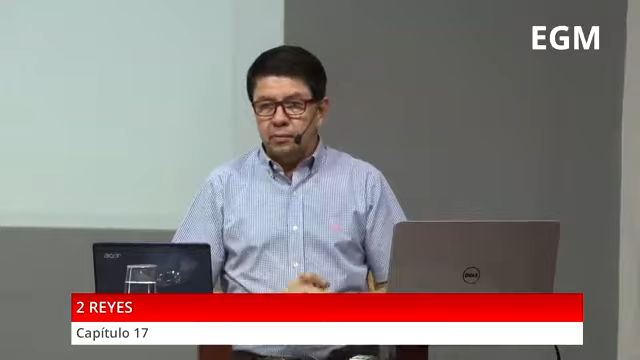 EGM
acer
DELL
2 REYES
Capítulo 17